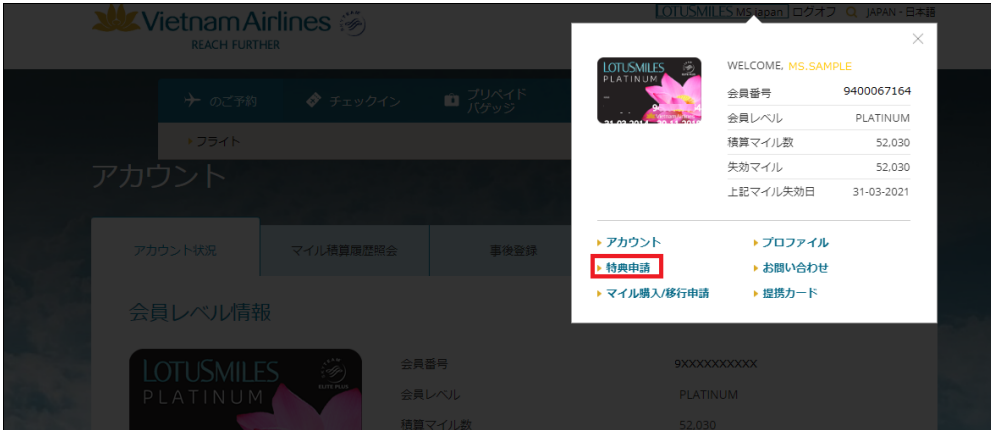 Vietnam Airlines
REACH FURTHER
LOTUSMILES MS Japan ログオフ JAPAN - 日本語
のご予約
チェックイン
プリペイド
バゲッジ
フライト
アカウント
アカウント状況
マイル積算履歴照会
事後登録
会員レベル情報
LOTUSMILES
PLATINUM
ELITE PLUS
会員番号 9XXXXXXXXXX
会員レベル PLATINUM
積算マイル数 52,030
LOTUSMILES
PLATINUM
WELCOME, MS.SAMPLE
会員番号 9400067164
会員レベル PLATINUM
積算マイル数 52,030
失効マイル 52,030
上記マイル失効日 31-03-2021
アカウント
プロファイル
特典申請
お問い合わせ
マイル購入/移行申請
提携カード